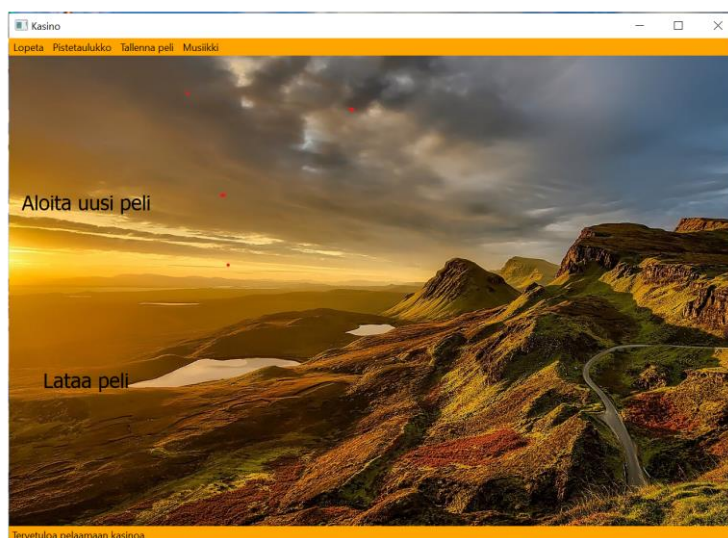 Kasino
Lopeta Pistetaulukko Tallenna peli Musiikki
Aloita uusi peli
Lataa peli
Tervetuloa pelaamaan kasinoa